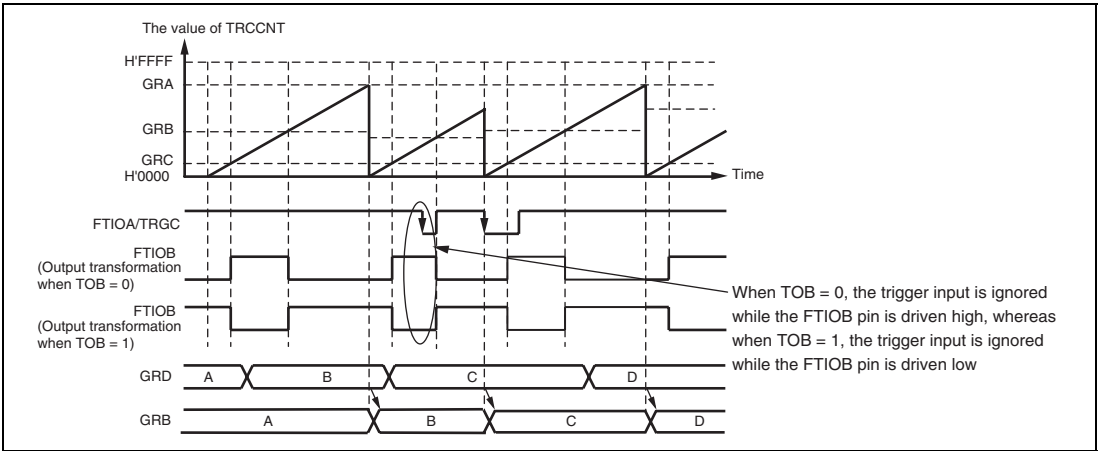 The value of TRCCNT
H'FFFF
GRA
GRB
GRC
H'0000
Time
FTIOA/TRGC
FTIOB
(Output transformation
when TOB = 0)
FTIOB
(Output transformation
when TOB = 1)
When TOB = 0, the trigger input is ignored
while the FTIOB pin is driven high, whereas
when TOB = 1, the trigger input is ignored
while the FTIOB pin is driven low
GRD A B C D
GRB A B C D